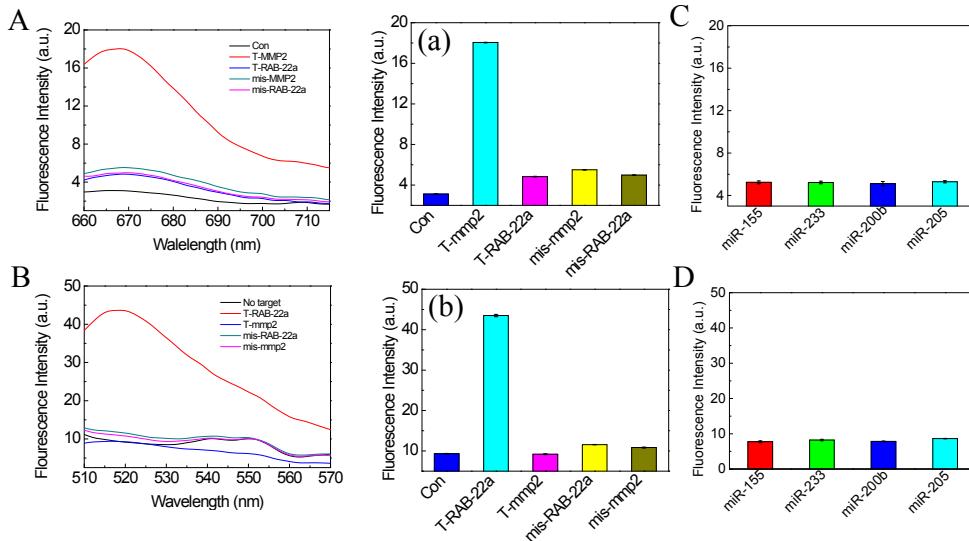 A
Fluorescence Intensity (a.u.)
20
16
12
8
4
660 670 680 690 700 710
Wavelength (nm)
Con
T-MMP2
T-RAB-22a
mis-MMP2
mis-RAB-22a
(a)
Fluorescence Intensity (a.u.)
20
16
12
8
4
Con
T-mmp2
T-RAB-22a
mis-mmp2
mis-RAB-22a
C
Fluorescence Intensity (a.u.)
20
16
12
8
4
miR-155
miR-233
miR-200b
miR-205
B
Flourescence Intensity (a.u.)
50
40
30
20
10
510 520 530 540 550 560 570
Wavelength (nm)
No target
T-RAB-22a
T-mmp2
mis-RAB-22a
mis-mmp2
(b)
Fluorescence Intensity (a.u.)
50
40
30
20
10
Con
T-RAB-22a
T-mmp2
mis-RAB-22a
mis-mmp2
D
Fluorescence Intensity (a.u.)
50
40
30
20
10
0
miR-155
miR-233
miR-200b
miR-205